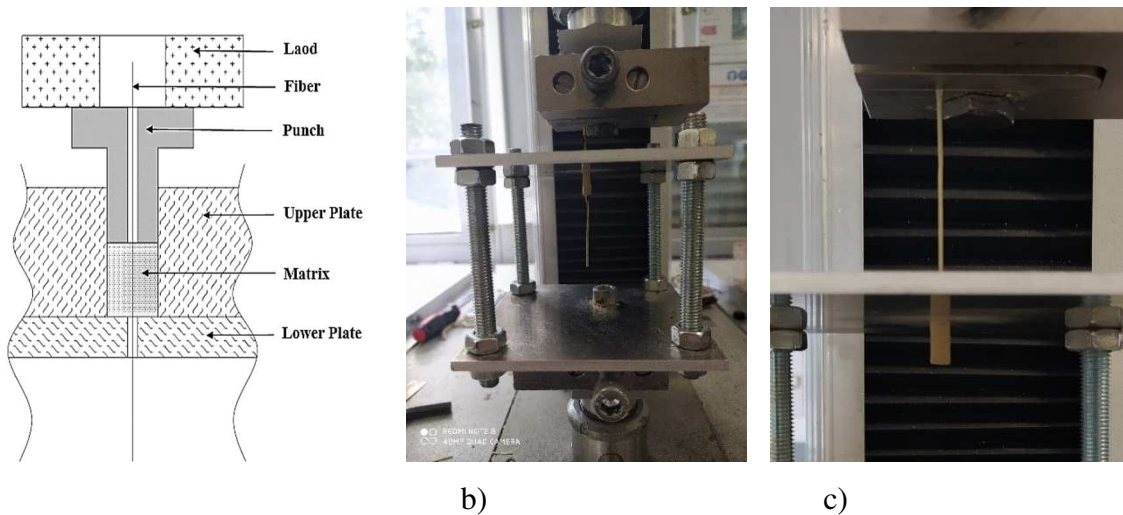 Laod
Fiber
Punch
Upper Plate
Matrix
Lower Plate
REDMI NOTE 8
48MP QUAD CAMERA
b)
c)